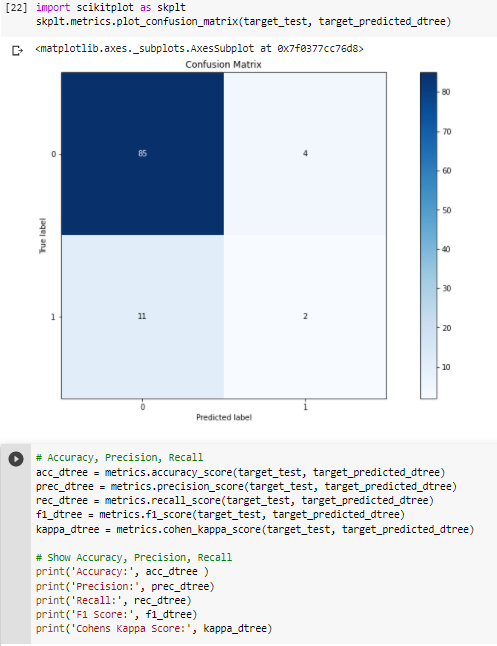 [22] import scikitplot as skplt
skplt.metrics.plot_confusion_matrix(target_test, target_predicted_dtree)
<matplotlib.axes._subplots.AxesSubplot at 0x7f0377cc76d8>
Confusion Matrix
0
85
4
1
11
2
True label
0
1
Predicted label
80
70
60
50
40
30
20
10
# Accuracy, Precision, Recall
acc_dtree = metrics.accuracy_score(target_test, target_predicted_dtree)
prec_dtree = metrics.precision_score(target_test, target_predicted_dtree)
rec_dtree = metrics.recall_score(target_test, target_predicted_dtree)
f1_dtree = metrics.f1_score(target_test, target_predicted_dtree)
kappa_dtree = metrics.cohen_kappa_score(target_test, target_predicted_dtree)
# Show Accuracy, Precision, Recall
print('Accuracy:', acc_dtree )
print('Precision:', prec_dtree)
print('Recall:', rec_dtree)
print('F1 Score:', f1_dtree)
print('Cohens Kappa Score:', kappa_dtree)